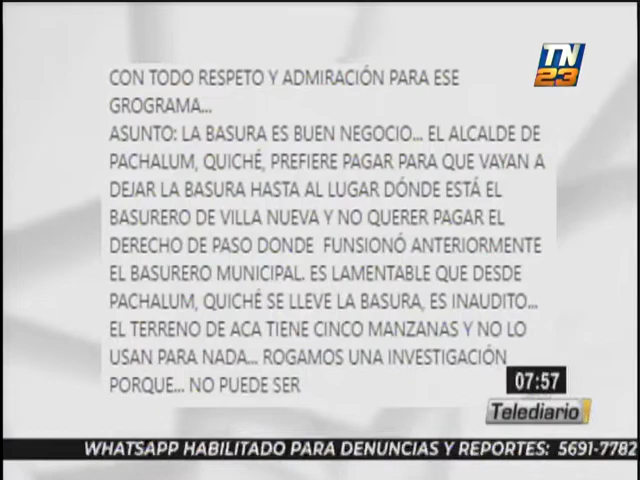 TN
23
CON TODO RESPETO Y ADMIRACIÓN PARA ESE
GROGRAMA...
ASUNTO: LA BASURA ES BUEN NEGOCIO... EL ALCALDE DE
PACHALUM, QUICHÉ, PREFIERE PAGAR PARA QUE VAYAN A
DEJAR LA BASURA HASTA AL LUGAR DÓNDE ESTÁ EL
BASURERO DE VILLA NUEVA Y NO QUERER PAGAR EL
DERECHO DE PASO DONDE FUNSIONÓ ANTERIORMENTE
EL BASURERO MUNICIPAL. ES LAMENTABLE QUE DESDE
PACHALUM, QUICHÉ SE LLEVE LA BASURA, ES INAUDITO...
EL TERRENO DE ACA TIENE CINCO MANZANAS Y NO LO
USAN PARA NADA... ROGAMOS UNA INVESTIGACIÓN
PORQUE... NO PUEDE SER
07:57
Telediario
WHATSAPP HABILITADO PARA DENUNCIAS Y REPORTES: 5691-7782